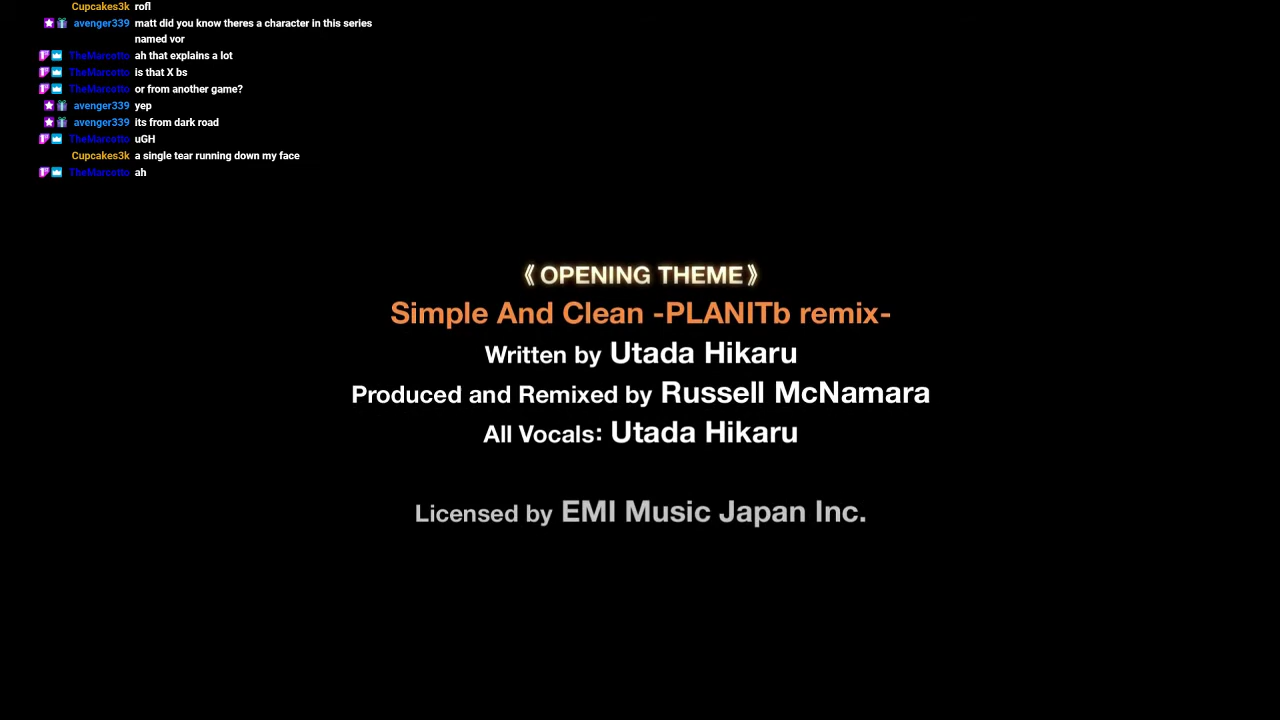 Cupcakes3k rofl
avenger339 matt did you know theres a character in this series
named vor
TheMarcotto ah that explains a lot
TheMarcotto is that X bs
TheMarcotto or from another game?
avenger339 yep
avenger339 its from dark road
TheMarcotto uGH
Cupcakes3k a single tear running down my face
TheMarcotto ah
《OPENING THEME》
Simple And Clean -PLANITb remix-
Written by Utada Hikaru
Produced and Remixed by Russell McNamara
All Vocals: Utada Hikaru
Licensed by EMI Music Japan Inc.